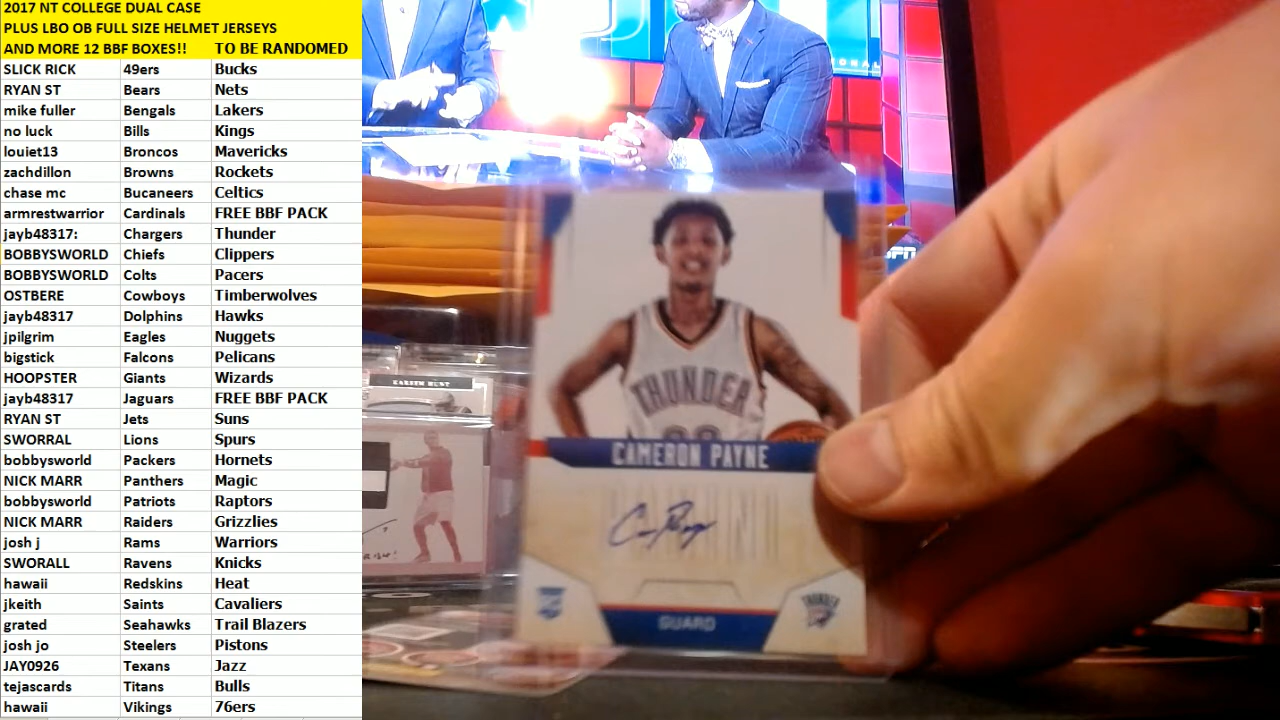 2017 NT COLLEGE DUAL CASE
PLUS LBO OB FULL SIZE HELMET JERSEYS
AND MORE 12 BBF BOXES!! TO BE RANDOMED
SLICK RICK 49ers Bucks
RYAN ST Bears Nets
mike fuller Bengals Lakers
no luck Bills Kings
louiet13 Broncos Mavericks
zachdillon Browns Rockets
chase mc Bucaneers Celtics
armrestwarrior Cardinals FREE BBF PACK
jayb48317: Chargers Thunder
BOBBYSWORLD Chiefs Clippers
BOBBYSWORLD Colts Pacers
OSTBERE Cowboys Timberwolves
jayb48317 Dolphins Hawks
jpilgrim Eagles Nuggets
bigstick Falcons Pelicans
HOOPSTER Giants Wizards
jayb48317 Jaguars FREE BBF PACK
RYAN ST Jets Suns
SWORRAL Lions Spurs
bobbysworld Packers Hornets
NICK MARR Panthers Magic
bobbysworld Patriots Raptors
NICK MARR Raiders Grizzlies
josh j Rams Warriors
SWORALL Ravens Knicks
hawaii Redskins Heat
jkeith Saints Cavaliers
grated Seahawks Trail Blazers
josh jo Steelers Pistons
JAY0926 Texans Jazz
tejascards Titans Bulls
hawaii Vikings 76ers
ESPN
KAREEM HUNT
THUNDER
CAMERON PAYNE
THUNDER
GUARD